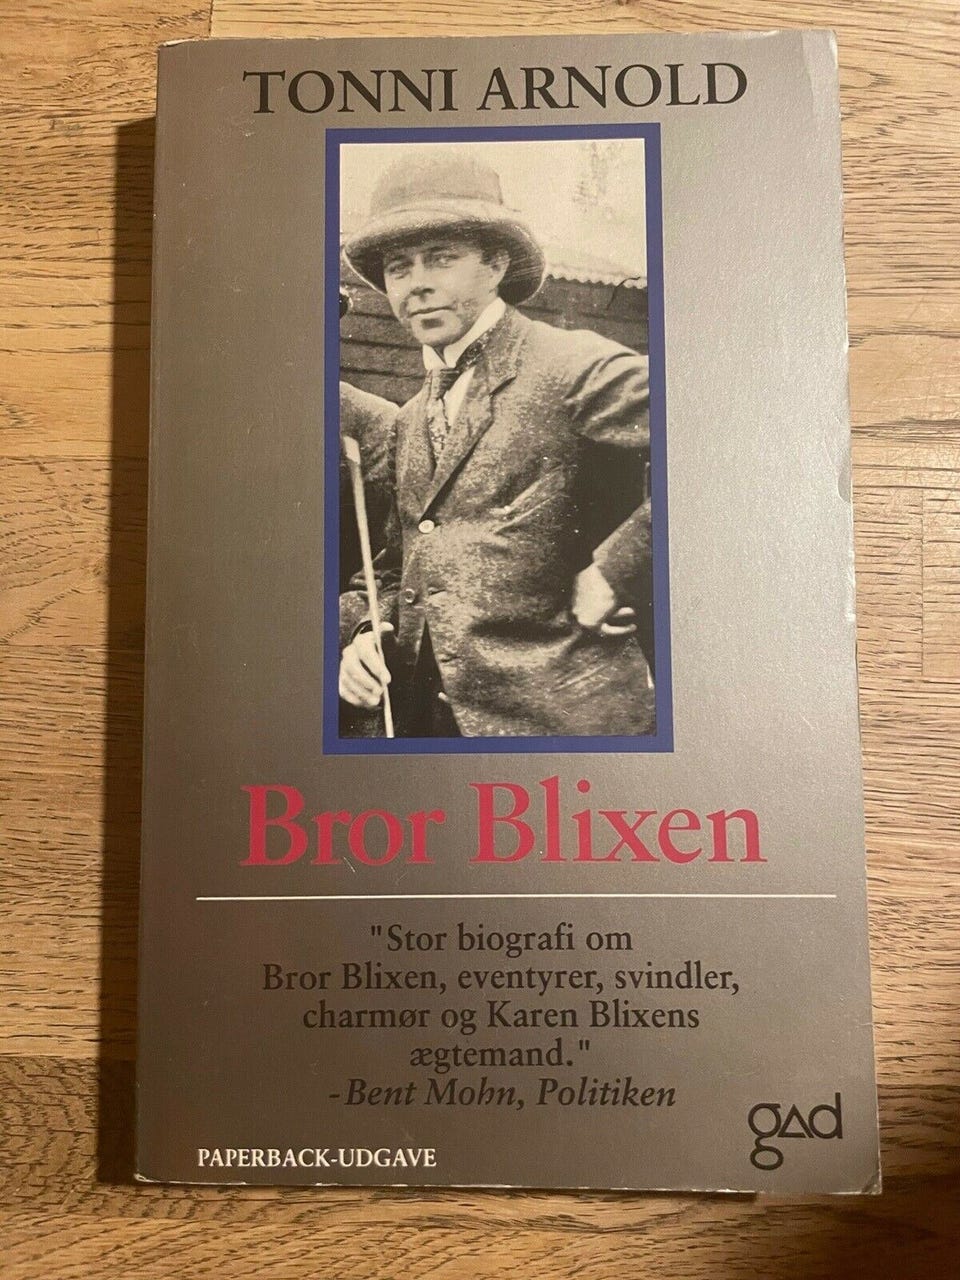 TONNI ARNOLD
Bror Blixen
"Stor biografi om
Bror Blixen, eventyrer, svindler,
charmør og Karen Blixens
ægtemand."
-Bent Mohn, Politiken
gad
PAPERBACK-UDGAVE